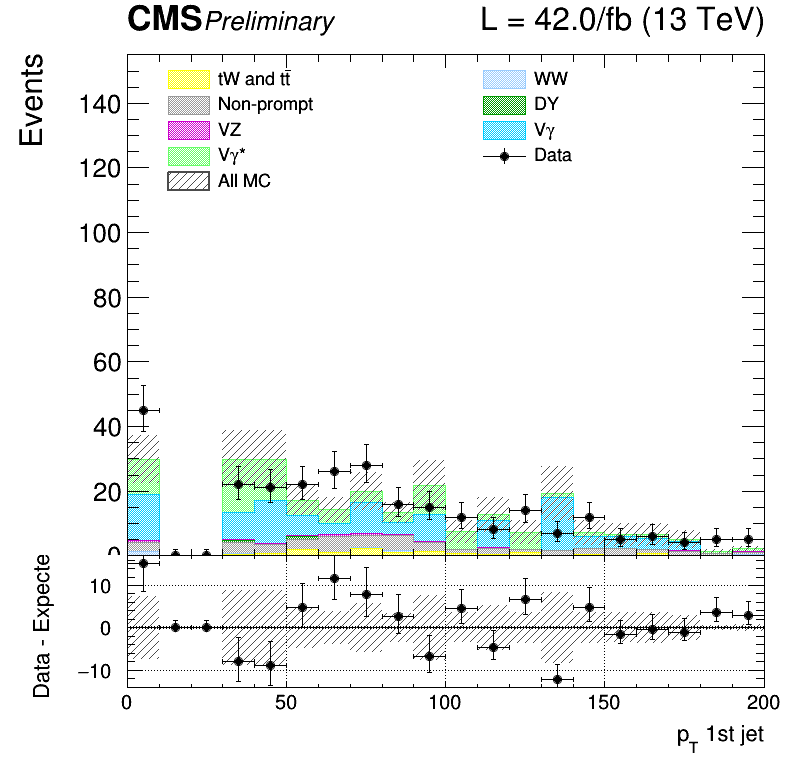 CMS Preliminary L = 42.0/fb (13 TeV)
Events
tW and tt̄
Non-prompt
VZ
Vγ*
All MC
WW
DY
Vγ
Data
140
120
100
80
60
40
20
0
Data - Expecte
10
0
−10
0 50 100 150 200
p_T 1st jet